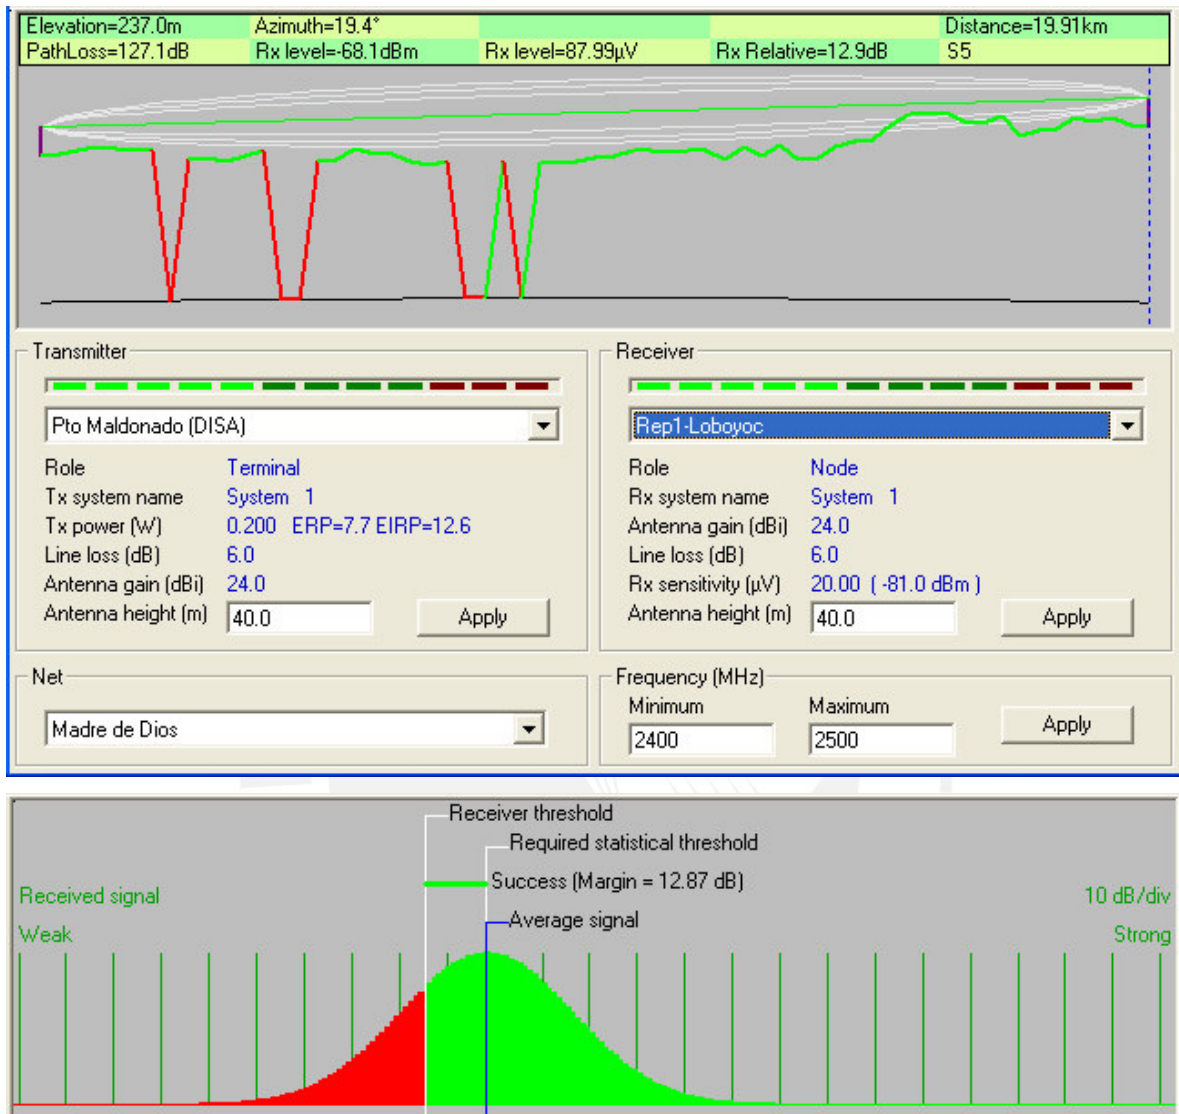 Elevation=237.0m Azimuth=19.4° Distance=19.91km
PathLoss=127.1dB Rx level=-68.1dBm Rx level=87.99µV Rx Relative=12.9dB S5
Transmitter
Pto Maldonado (DISA)
Role Terminal
Tx system name System 1
Tx power (W) 0.200 ERP=7.7 EIRP=12.6
Line loss (dB) 6.0
Antenna gain (dBi) 24.0
Antenna height (m) 40.0 Apply
Receiver
Rep1-Loboyoc
Role Node
Rx system name System 1
Antenna gain (dBi) 24.0
Line loss (dB) 6.0
Rx sensitivity (µV) 20.00 ( -81.0 dBm )
Antenna height (m) 40.0 Apply
Net
Madre de Dios
Frequency (MHz)
Minimum Maximum
2400 2500 Apply
Receiver threshold
Required statistical threshold
Success (Margin = 12.87 dB)
Received signal 10 dB/div
Average signal
Weak Strong